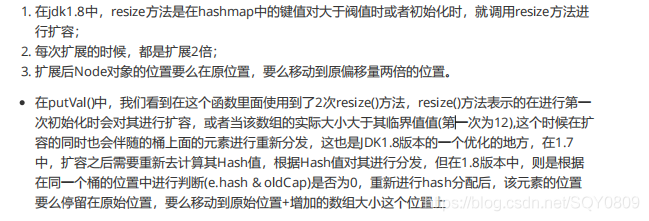 1. 在jdk1.8中，resize方法是在hashmap中的键值对大于阀值时或者初始化时，就调用resize方法进
行扩容；
2. 每次扩展的时候，都是扩展2倍；
3. 扩展后Node对象的位置要么在原位置，要么移动到原偏移量两倍的位置。
• 在putVal()中，我们看到在这个函数里面使用到了2次resize()方法，resize()方法表示的在进行第一
次初始化时会对其进行扩容，或者当该数组的实际大小大于其临界值值(第一次为12),这个时候在扩
容的同时也会伴随的桶上面的元素进行重新分发，这也是JDK1.8版本的一个优化的地方，在1.7
中，扩容之后需要重新去计算其Hash值，根据Hash值对其进行分发，但在1.8版本中，则是根据
在同一个桶的位置中进行判断(e.hash & oldCap)是否为0，重新进行hash分配后，该元素的位置
要么停留在原始位置，要么移动到原始位置+增加的数组大小这个位置上
https://blog.csdn.net/SQY0809